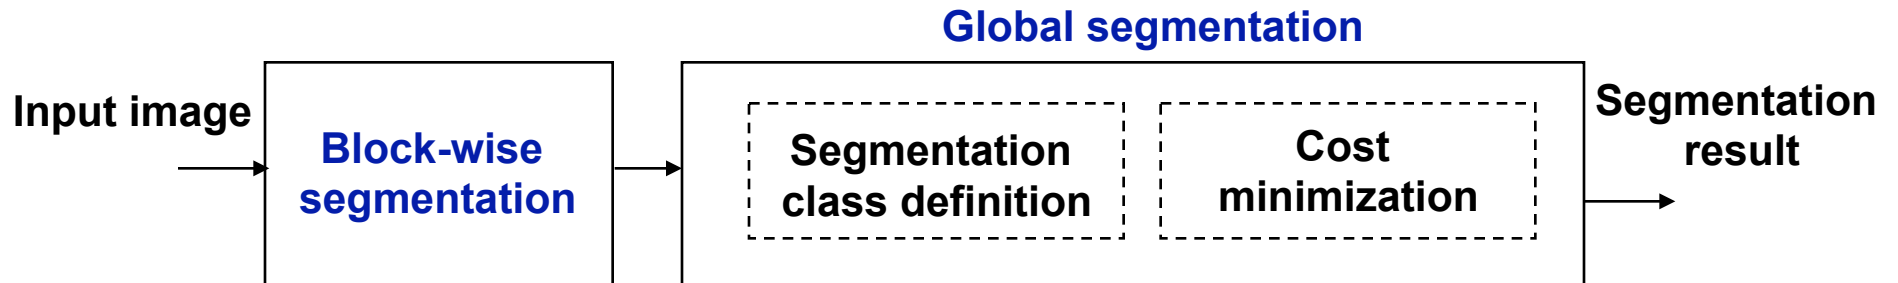 Global segmentation
Input image
Block-wise
segmentation
Segmentation
class definition
Cost
minimization
Segmentation
result